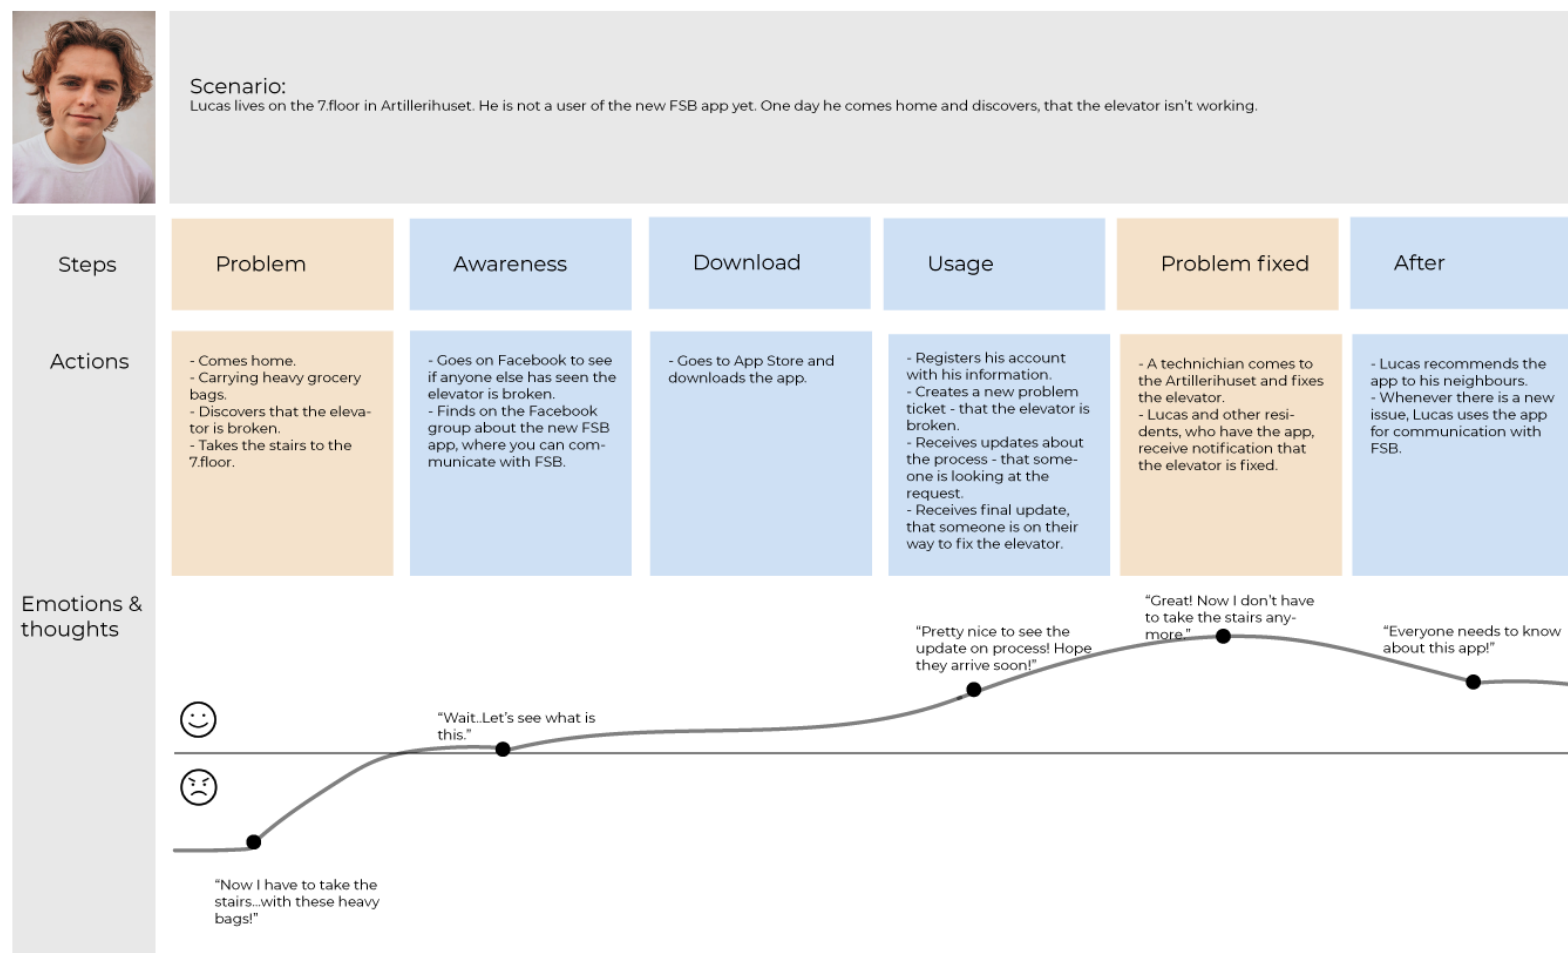 Scenario:
Lucas lives on the 7.floor in Artillerihuset. He is not a user of the new FSB app yet. One day he comes home and discovers, that the elevator isn't working.
Steps
Problem
Awareness
Download
Usage
Problem fixed
After
Actions
- Comes home.
- Carrying heavy grocery
bags.
- Discovers that the eleva-
tor is broken.
- Takes the stairs to the
7.floor.
- Goes on Facebook to see
if anyone else has seen the
elevator is broken.
- Finds on the Facebook
group about the new FSB
app, where you can com-
municate with FSB.
- Goes to App Store and
downloads the app.
- Registers his account
with his information.
- Creates a new problem
ticket - that the elevator is
broken.
- Receives updates about
the process - that some-
one is looking at the
request.
- Receives final update,
that someone is on their
way to fix the elevator.
- A technichian comes to
the Artillerihuset and fixes
the elevator.
- Lucas and other resi-
dents, who have the app,
receive notification that
the elevator is fixed.
- Lucas recommends the
app to his neighbours.
- Whenever there is a new
issue, Lucas uses the app
for communication with
FSB.
Emotions &
thoughts
“Now I have to take the
stairs...with these heavy
bags!”
“Wait..Let’s see what is
this.”
“Pretty nice to see the
update on process! Hope
they arrive soon!”
“Great! Now I don’t have
to take the stairs any-
more.”
“Everyone needs to know
about this app!”